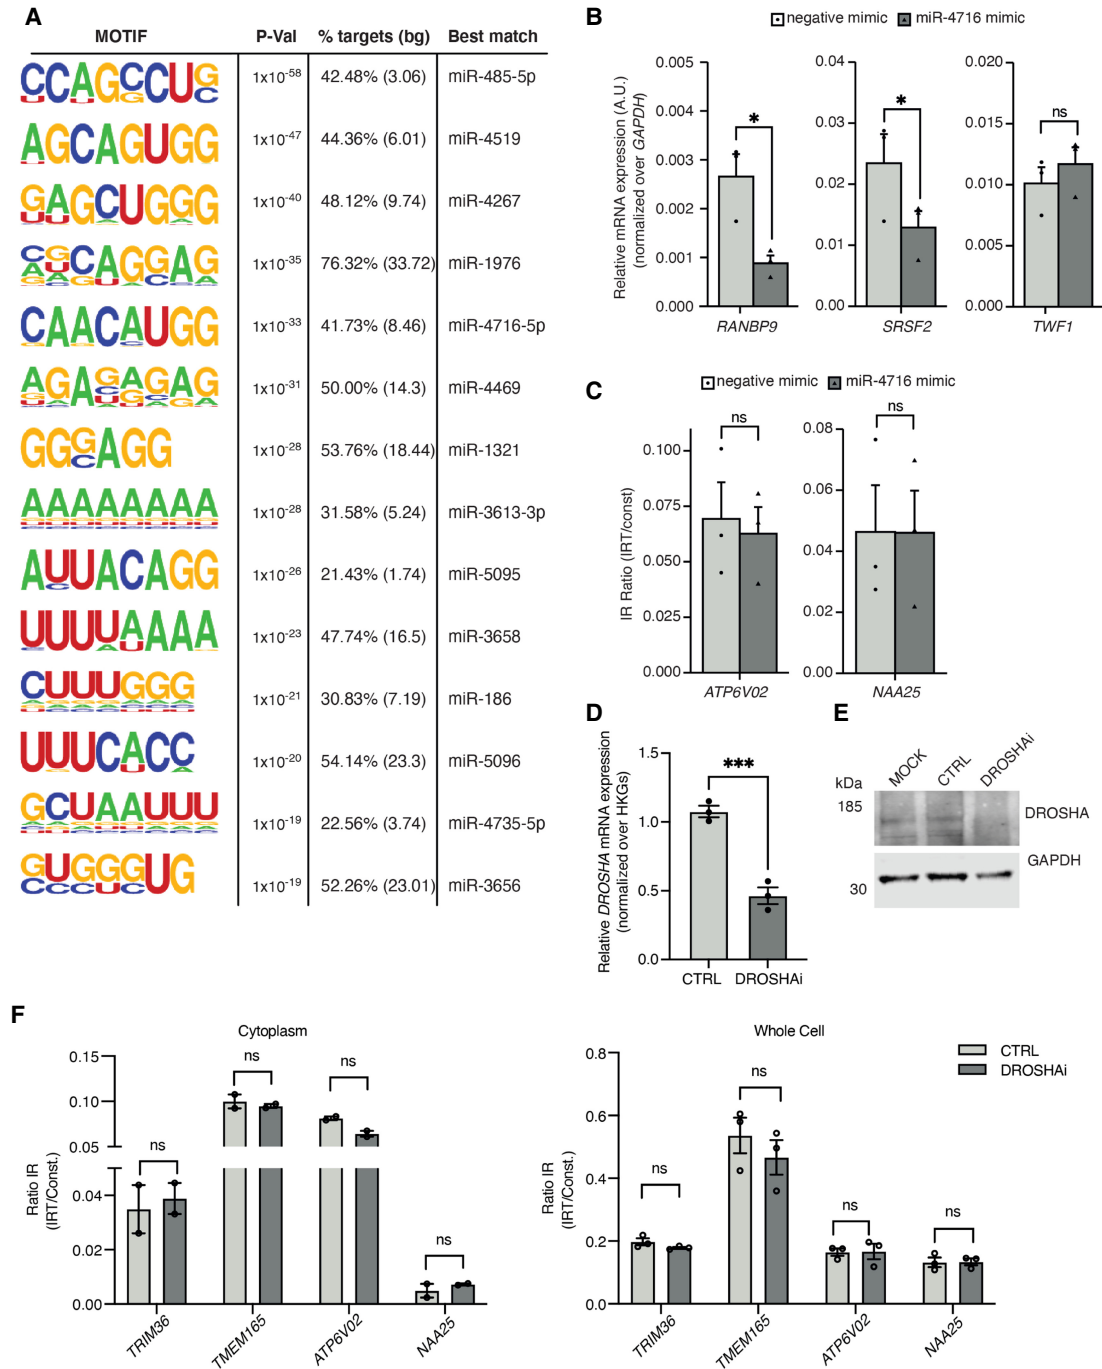 A
MOTIF P-Val % targets (bg) Best match
CCAGCCUG 1x10-58 42.48% (3.06) miR-485-5p
AGCAGUGG 1x10-47 44.36% (6.01) miR-4519
GAGCUGGG 1x10-40 48.12% (9.74) miR-4267
CGCAGGAG 1x10-35 76.32% (33.72) miR-1976
CAACAUGG 1x10-33 41.73% (8.46) miR-4716-5p
AGAGAGAG 1x10-31 50.00% (14.3) miR-4469
GGGAGG 1x10-28 53.76% (18.44) miR-1321
AAAAAAAA 1x10-28 31.58% (5.24) miR-3613-3p
AUUACAGG 1x10-26 21.43% (1.74) miR-5095
UUUUAAAA 1x10-23 47.74% (16.5) miR-3658
CUUUGGG 1x10-21 30.83% (7.19) miR-186
UUUCACC 1x10-20 54.14% (23.3) miR-5096
GCUAAUUU 1x10-19 22.56% (3.74) miR-4735-5p
GUGGGUG 1x10-19 52.26% (23.01) miR-3656
B
negative mimic miR-4716 mimic
Relative mRNA expression (A.U.)
(normalized over GAPDH)
0.005
0.004
0.003
0.002
0.001
0.000
*
RANBP9
0.04
0.03
0.02
0.01
0.00
*
SRSF2
0.020
0.015
0.010
0.005
0.000
ns
TWF1
C
negative mimic miR-4716 mimic
IR Ratio (IRT/const)
0.100
0.075
0.050
0.025
0.000
ns
ATP6V02
0.08
0.06
0.04
0.02
0.00
ns
NAA25
D
Relative DROSHA mRNA expression
(normalized over HKGs)
1.5
1.0
0.5
0.0
***
CTRL DROSHAi
E
MOCK CTRL DROSHAi
kDa
185
DROSHA
GAPDH
30
F
Cytoplasm
Ratio IR
(IRT/Const.)
0.15
0.10
0.05
0.04
0.02
0.00
ns ns ns ns
TRIM36 TMEM165 ATP6V02 NAA25
Whole Cell
Ratio IR
(IRT/Const.)
0.8
0.6
0.4
0.2
0.0
ns ns ns ns
TRIM36 TMEM165 ATP6V02 NAA25
CTRL
DROSHAi